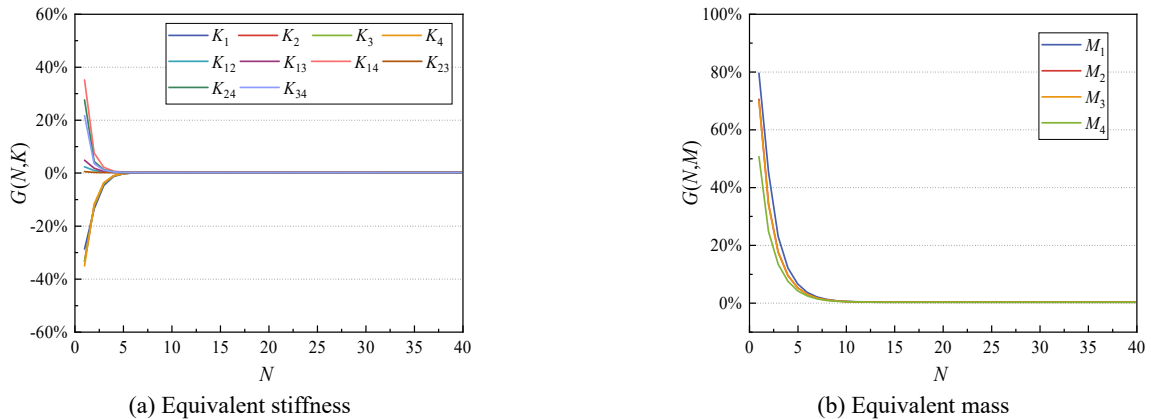 60%
40%
20%
0%
-20%
-40%
-60%
G(N,K)
K1 K2 K3 K4
K12 K13 K14 K23
K24 K34
0 5 10 15 20 25 30 35 40
N
(a) Equivalent stiffness
100%
80%
60%
40%
20%
0%
G(N,M)
M1
M2
M3
M4
0 5 10 15 20 25 30 35 40
N
(b) Equivalent mass